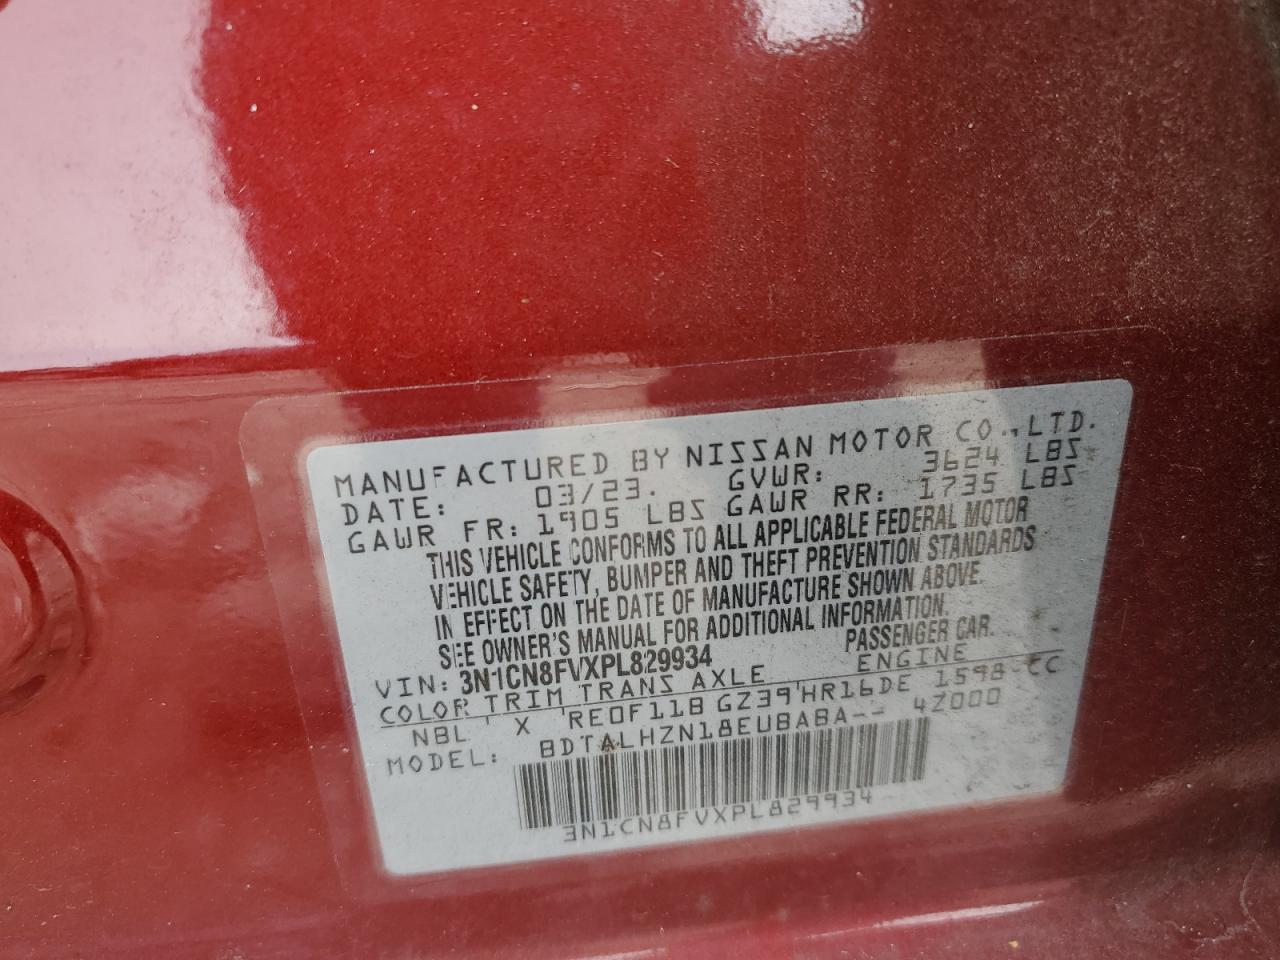 MANUFACTURED BY NISSAN MOTOR CO.,LTD.
DATE: 03/23. GVWR: 3624 LBS
GAWR FR: 1905 LBS GAWR RR: 1735 LBS
THIS VEHICLE CONFORMS TO ALL APPLICABLE FEDERAL MOTOR
VEHICLE SAFETY, BUMPER AND THEFT PREVENTION STANDARDS
IN EFFECT ON THE DATE OF MANUFACTURE SHOWN ABOVE.
SEE OWNER'S MANUAL FOR ADDITIONAL INFORMATION.
VIN: 3N1CN8FVXPL829934 PASSENGER CAR.
COLOR TRIM TRANS AXLE ENGINE
NBL X RE0F11B GZ39 HR16DE 1598-CC
MODEL: BDTALHZN18EUBABA-- 4Z000
3N1CN8FVXPL829934